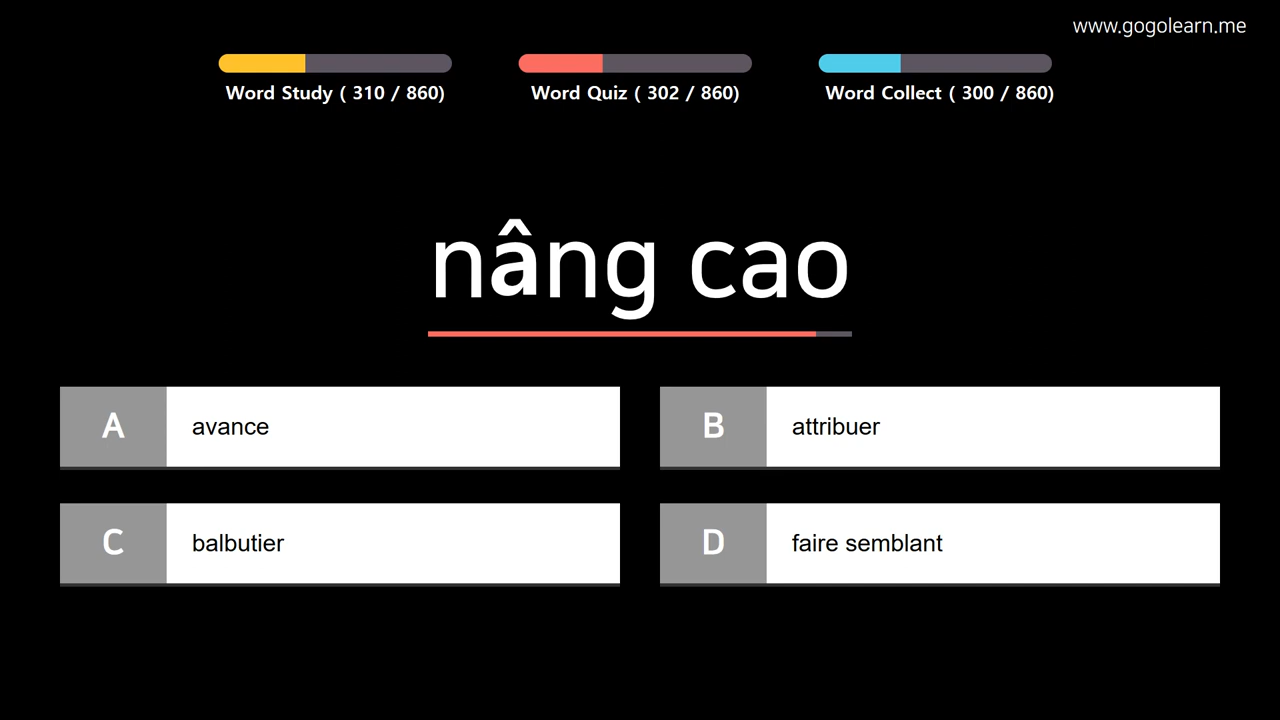 www.gogolearn.me
Word Study ( 310 / 860)
Word Quiz ( 302 / 860)
Word Collect ( 300 / 860)
nâng cao
A avance
B attribuer
C balbutier
D faire semblant